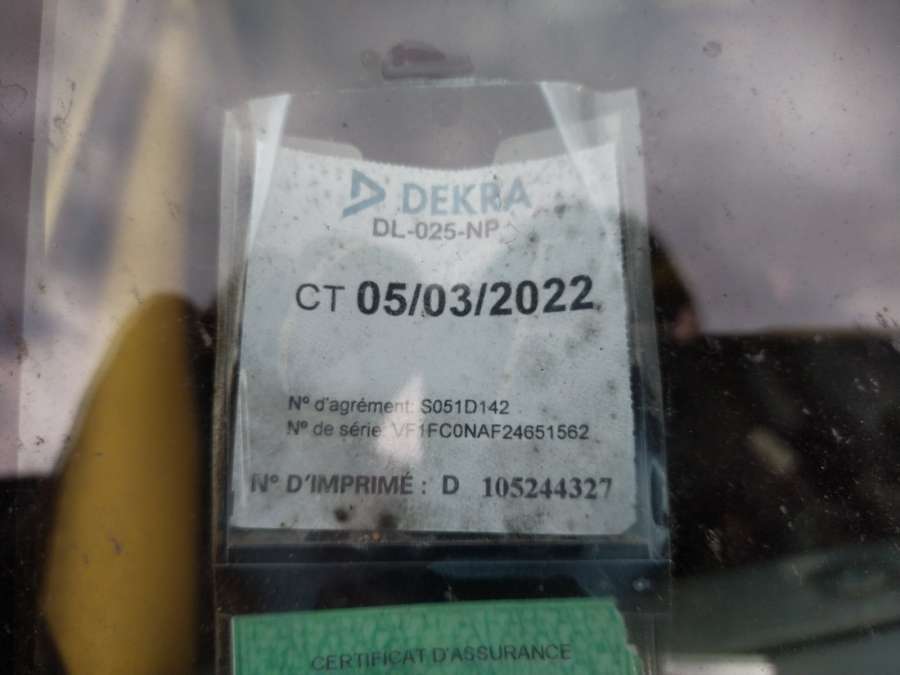 DEKRA
DL-025-NP
CT 05/03/2022
N° d'agrément: S051D142
N° de série: VF1FC0NAF24651562
N° D'IMPRIMÉ : D 105244327
CERTIFICAT D'ASSURANCE